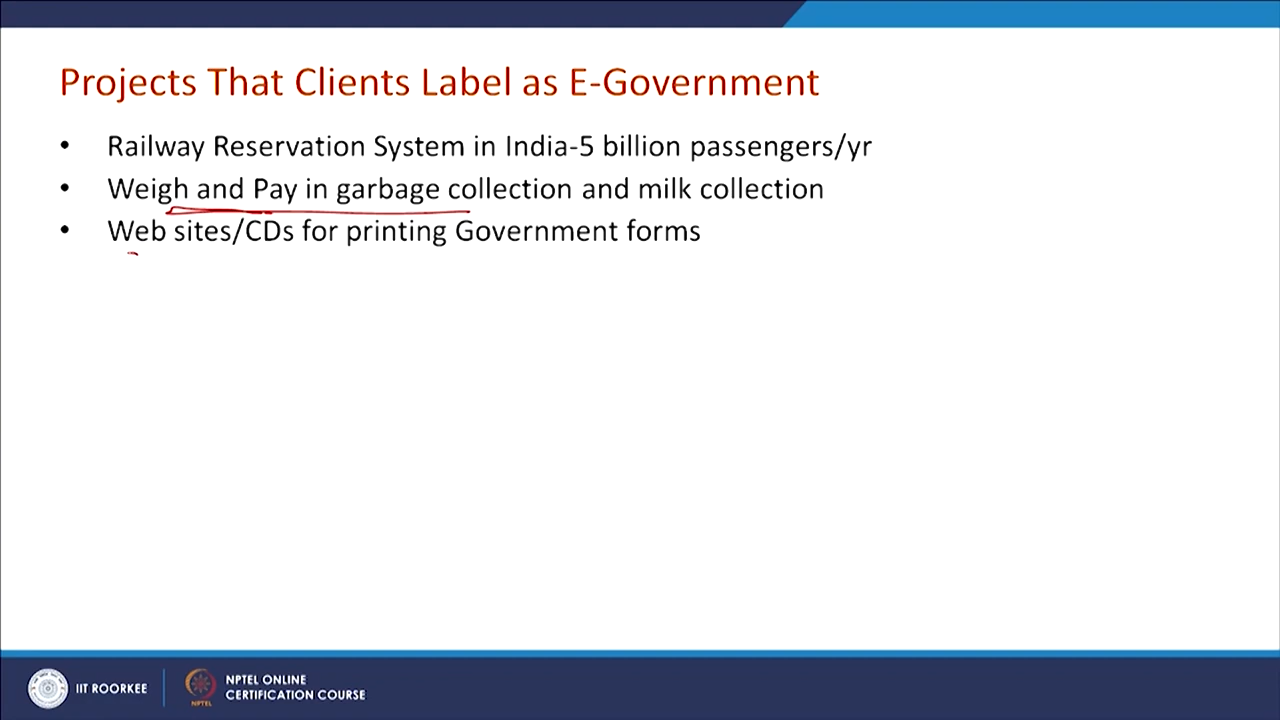 Projects That Clients Label as E-Government
• Railway Reservation System in India-5 billion passengers/yr
• Weigh and Pay in garbage collection and milk collection
• Web sites/CDs for printing Government forms
IIT ROORKEE
NPTEL
NPTEL ONLINE
CERTIFICATION COURSE